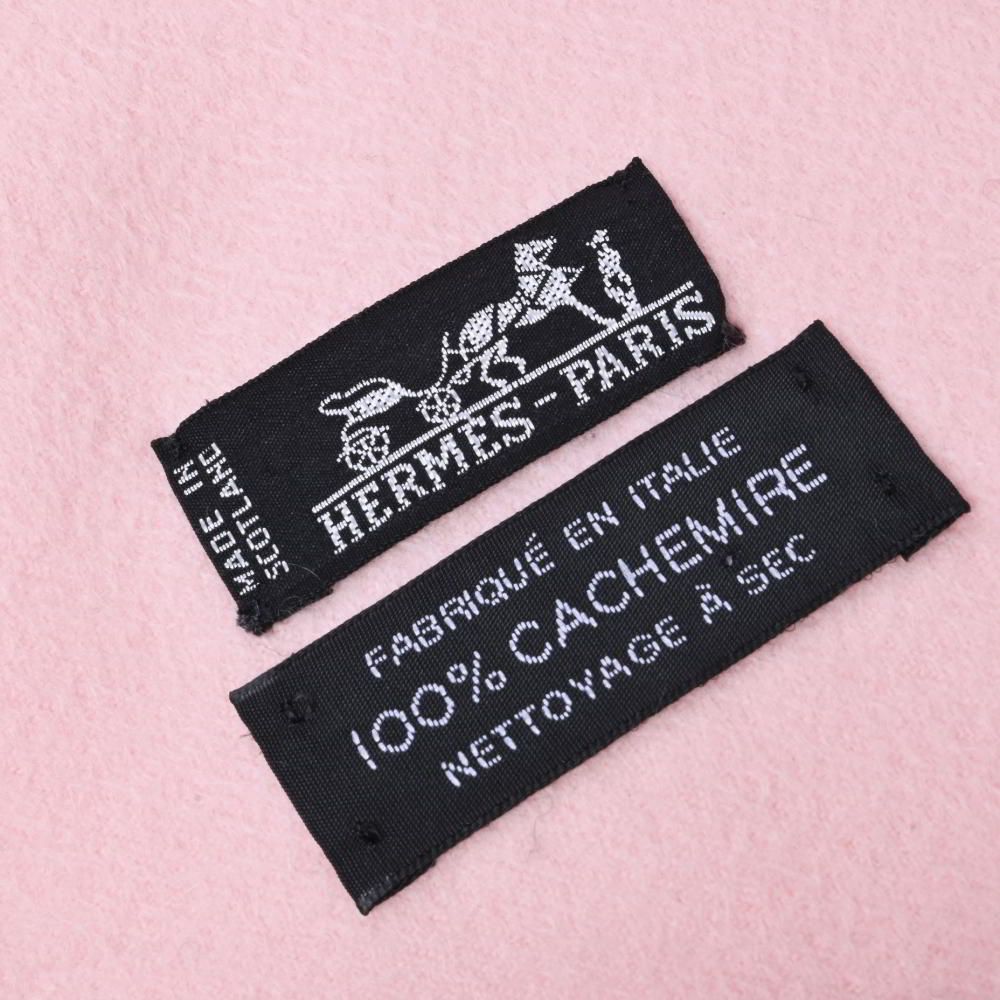 HERMES-PARIS
MADE IN
SCOTLAND
FABRIQUÉ EN ITALIE
100% CACHEMIRE
NETTOYAGE À SEC